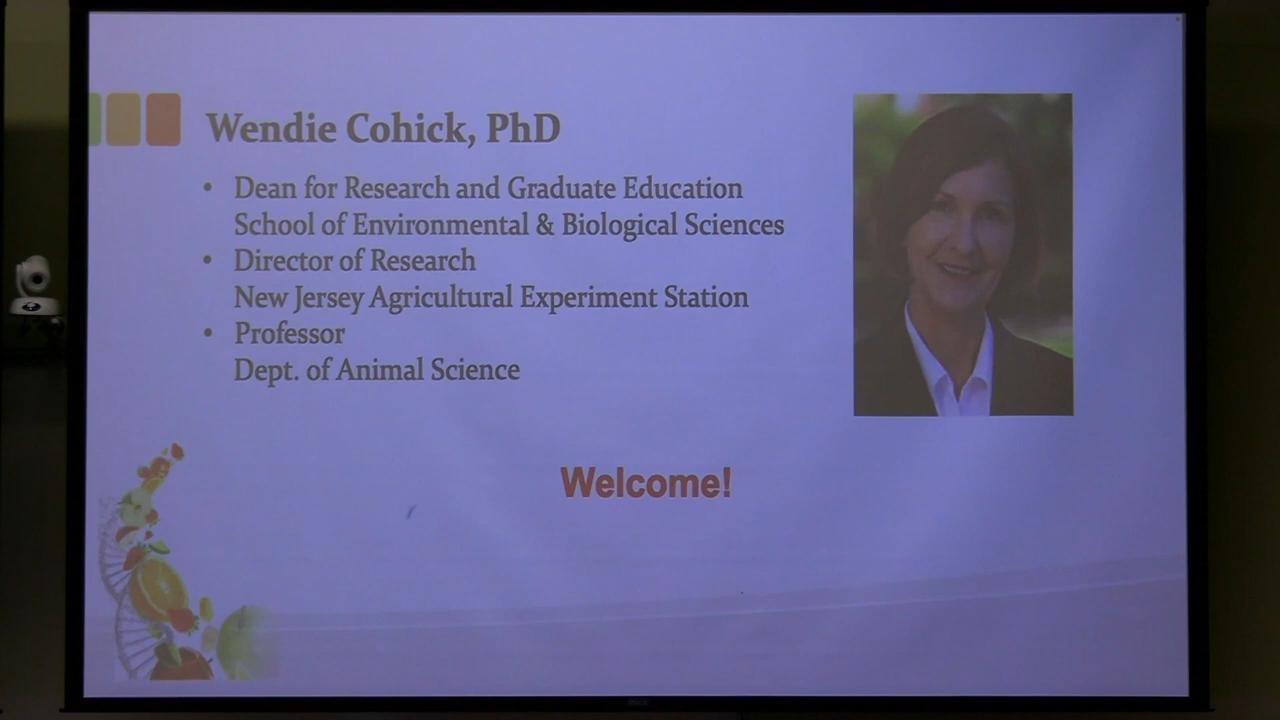 Wendie Cohick, PhD
• Dean for Research and Graduate Education
School of Environmental & Biological Sciences
• Director of Research
New Jersey Agricultural Experiment Station
• Professor
Dept. of Animal Science
Welcome!